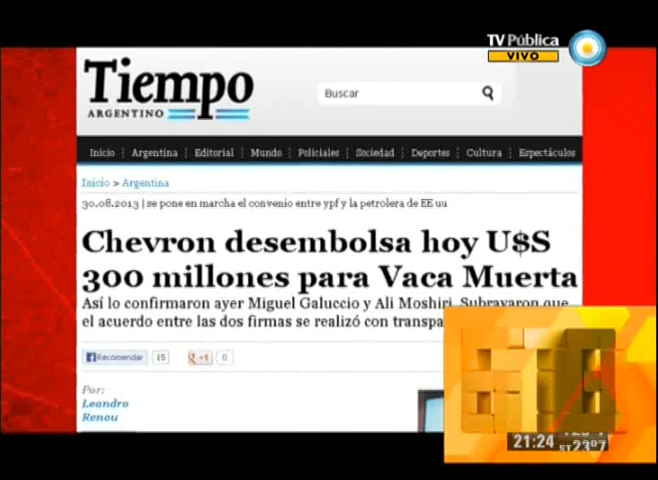 TV Pública
VIVO
Tiempo
ARGENTINO
Buscar
Inicio Argentina Editorial Mundo Policiales Sociedad Deportes Cultura Espectáculos
Inicio > Argentina
30.08.2013 | se pone en marcha el convenio entre ypf y la petrolera de EE uu
Chevron desembolsa hoy U$S
300 millones para Vaca Muerta
Así lo confirmaron ayer Miguel Galuccio y Ali Moshiri. Subrayaron que
el acuerdo entre las dos firmas se realizó con
Recomendar 15 +1 0
Por:
Leandro
Renou
21:24
ST 23º7